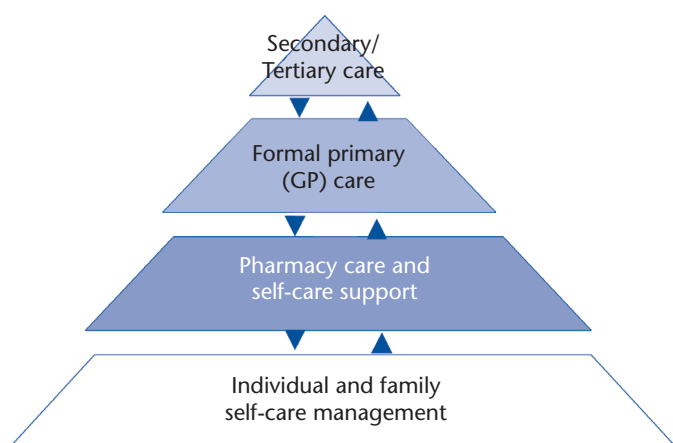 Secondary/
Tertiary care
Formal primary
(GP) care
Pharmacy care and
self-care support
Individual and family
self-care management